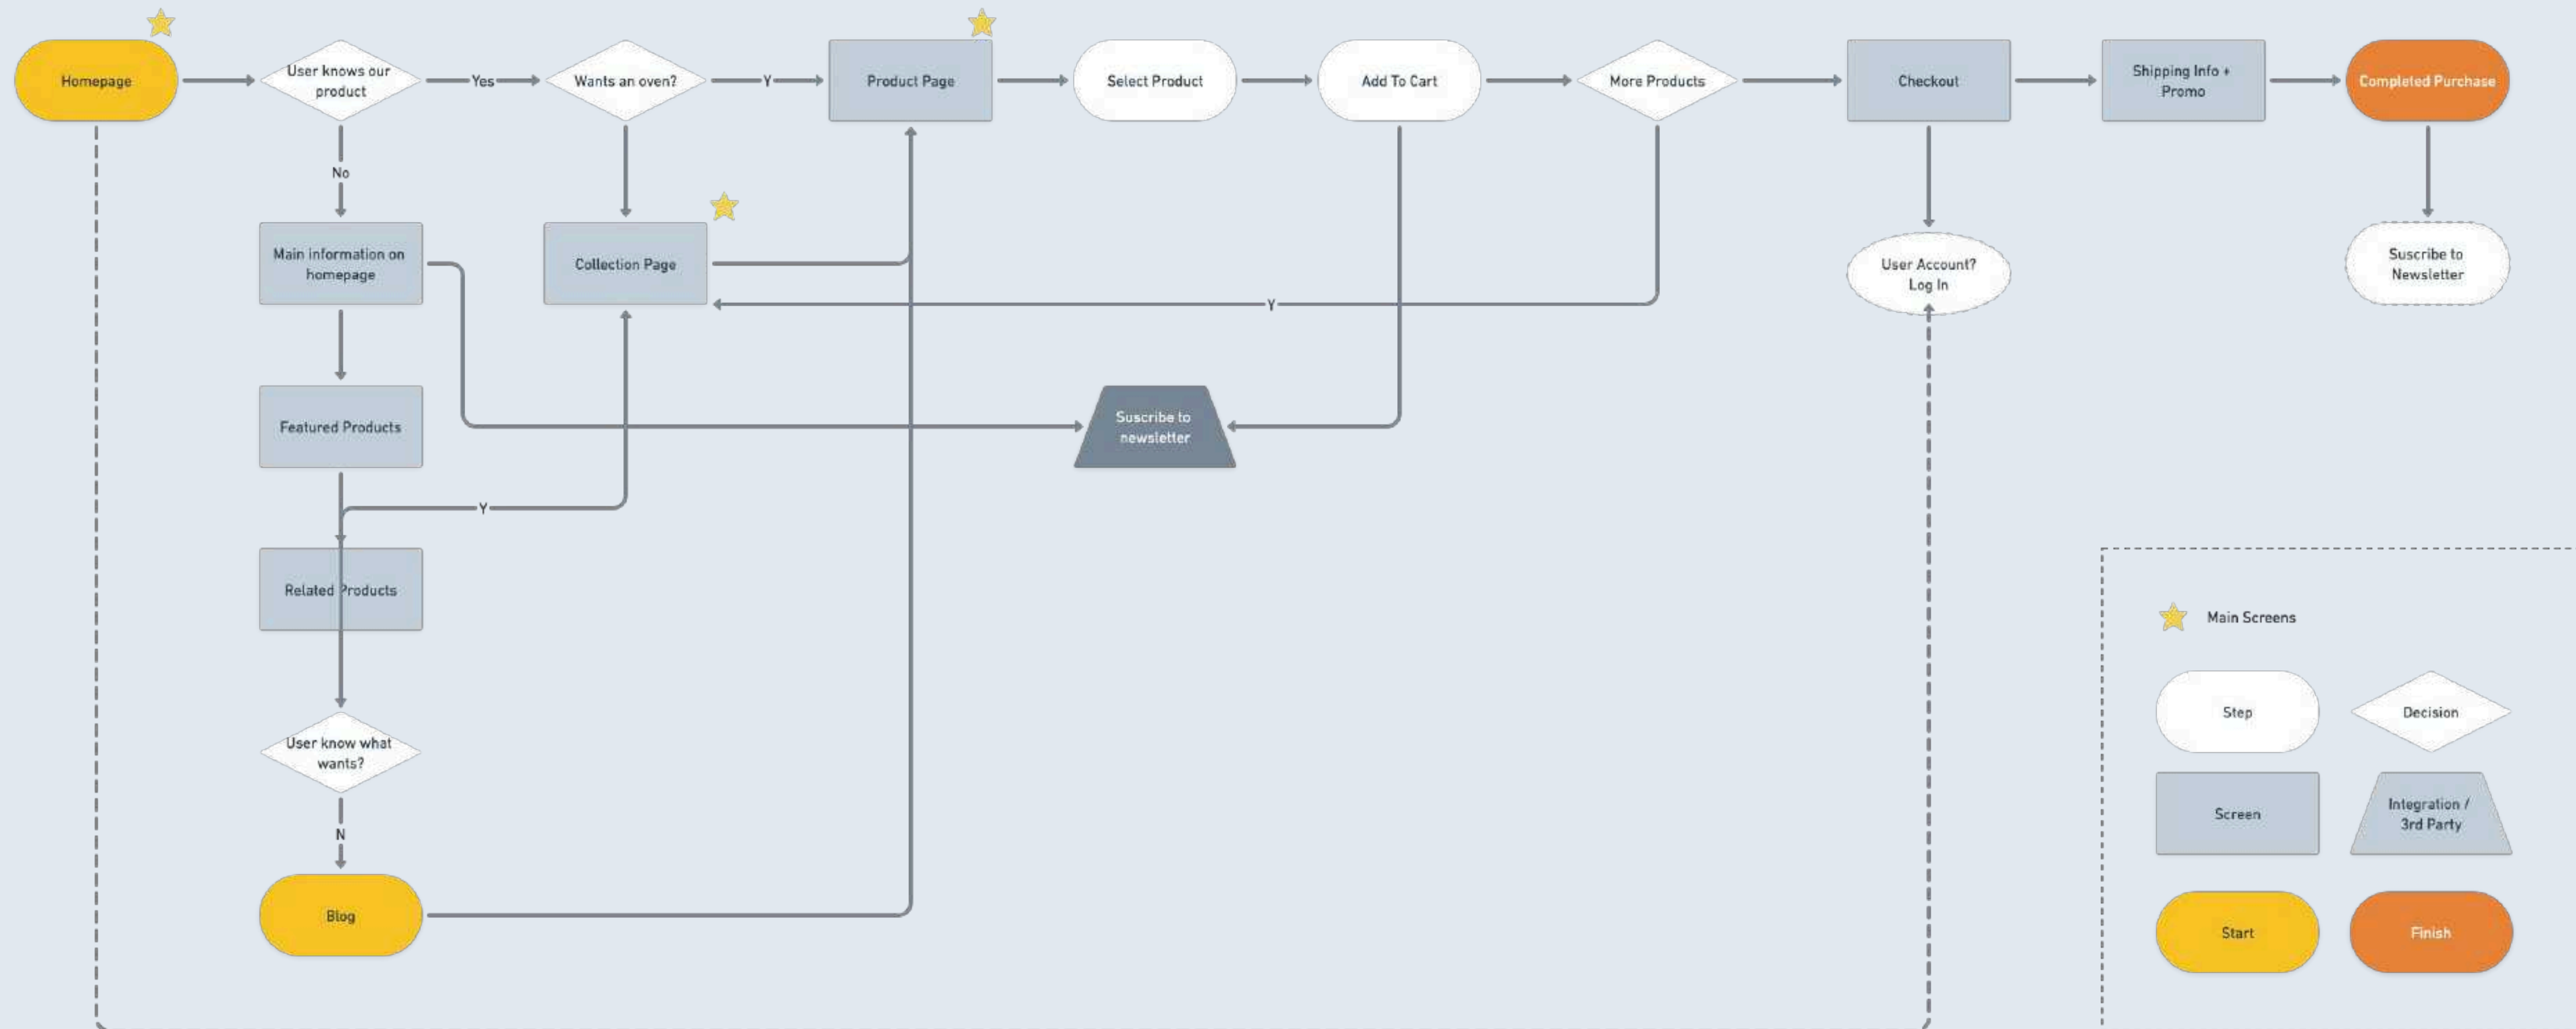 Homepage
User knows our
product
Yes
Wants an oven?
Y
Product Page
Select Product
Add To Cart
More Products
Checkout
Shipping Info +
Promo
Completed Purchase
No
Main information on
homepage
Collection Page
User Account?
Log In
Suscribe to
Newsletter
Y
Featured Products
Suscribe to
newsletter
Y
Related Products
User know what
wants?
N
Blog
Main Screens
Step
Decision
Screen
Integration /
3rd Party
Start
Finish